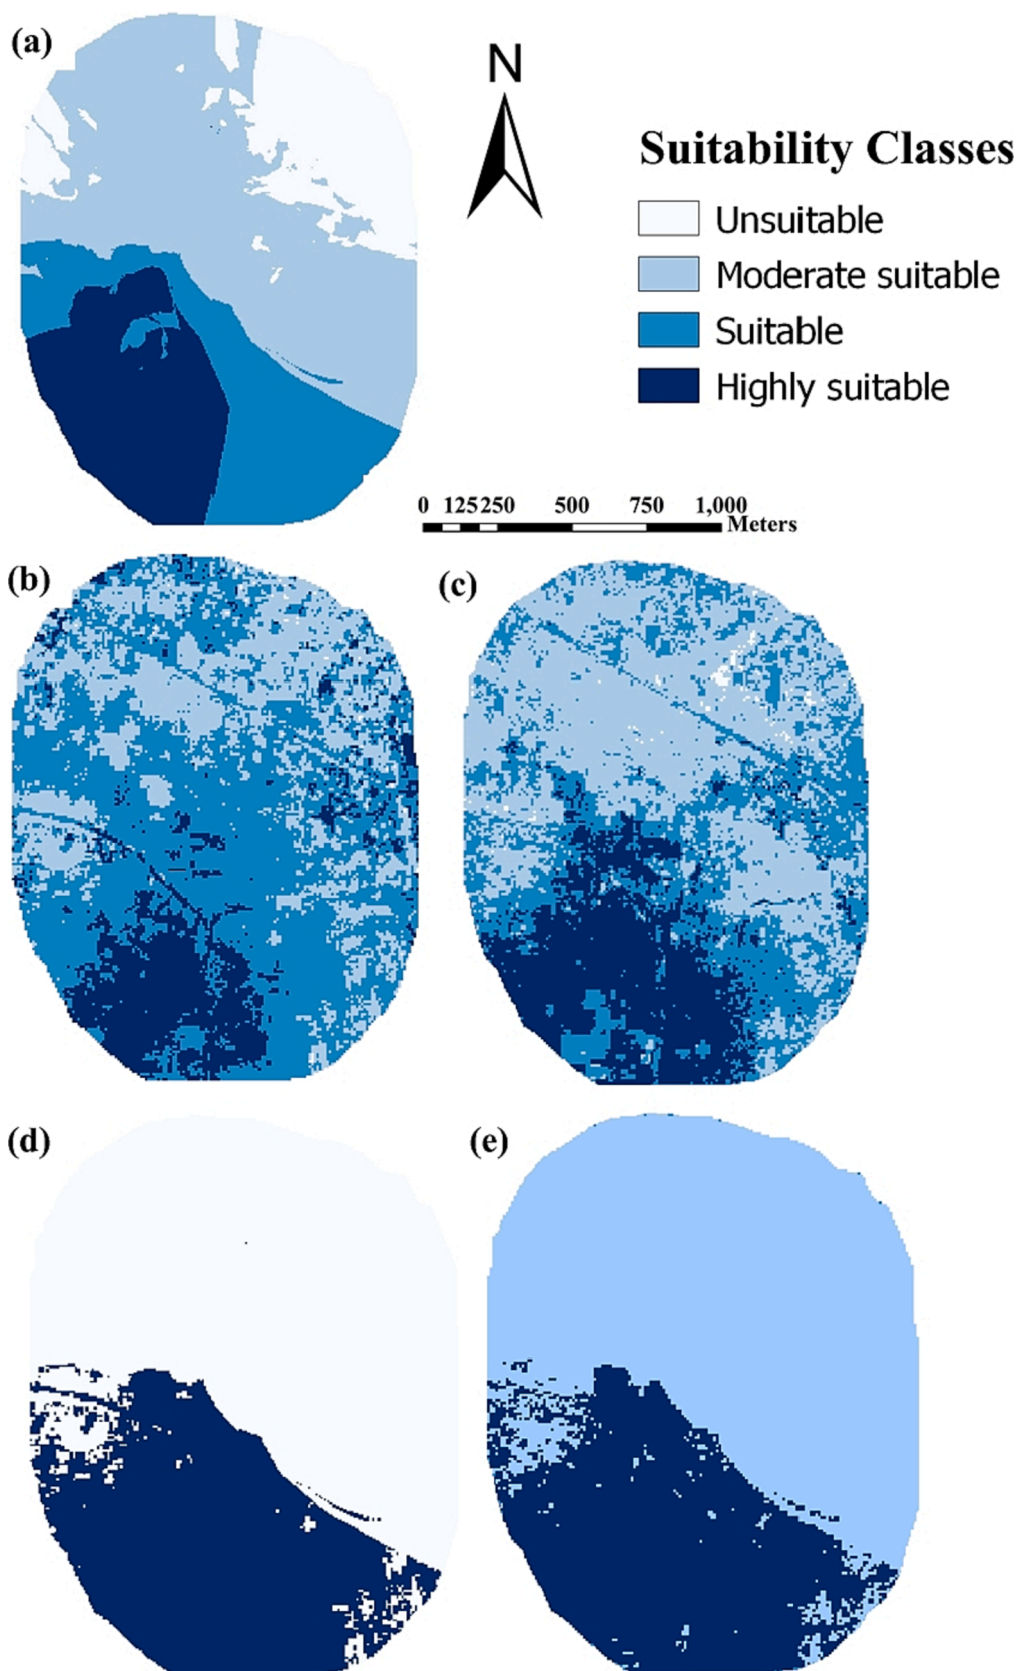 (a)
N
Suitability Classes
Unsuitable
Moderate suitable
Suitable
Highly suitable
0 125 250 500 750 1,000
Meters
(b)
(c)
(d)
(e)